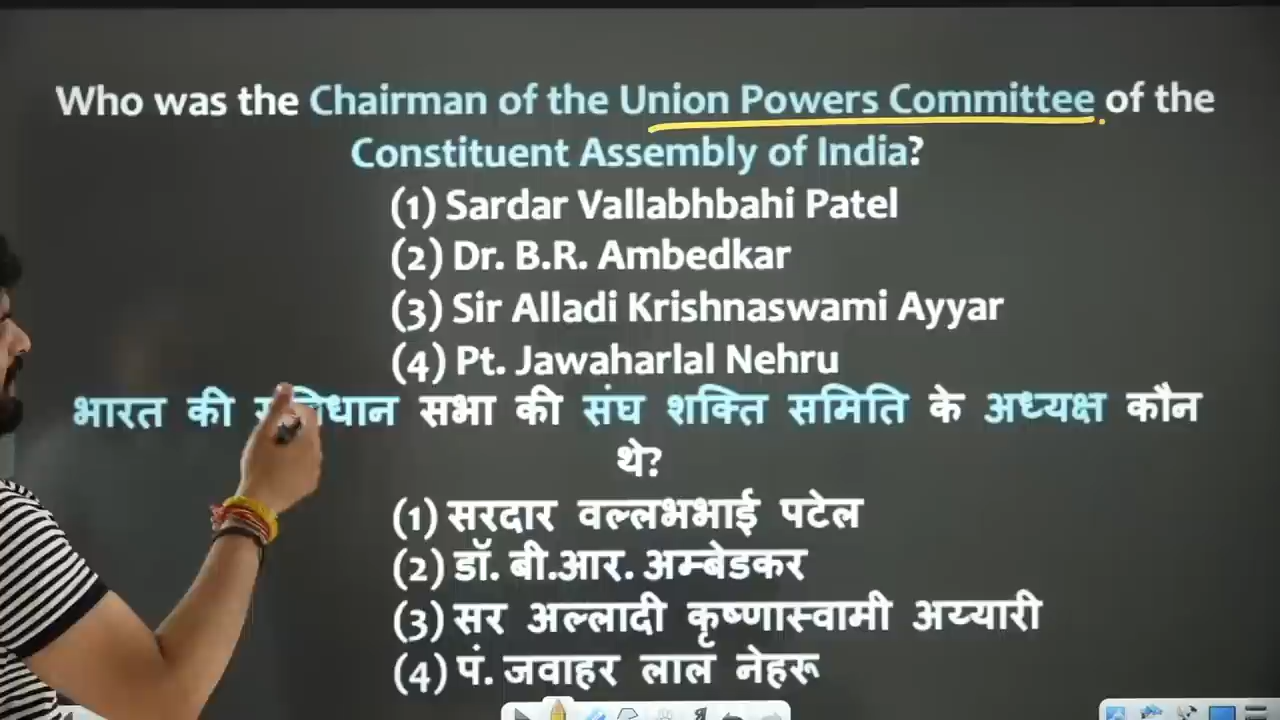 Who was the Chairman of the Union Powers Committee of the
Constituent Assembly of India?
(1) Sardar Vallabhbahi Patel
(2) Dr. B.R. Ambedkar
(3) Sir Alladi Krishnaswami Ayyar
(4) Pt. Jawaharlal Nehru
भारत की सभा की संघ शक्ति समिति के अध्यक्ष कौन
थे?
(1) सरदार वल्लभभाई पटेल
(2) डॉ. बी.आर. अम्बेडकर
(3) सर अल्लादी कृष्णास्वामी अय्यारी
(4) पं. जवाहर लाल नेहरू